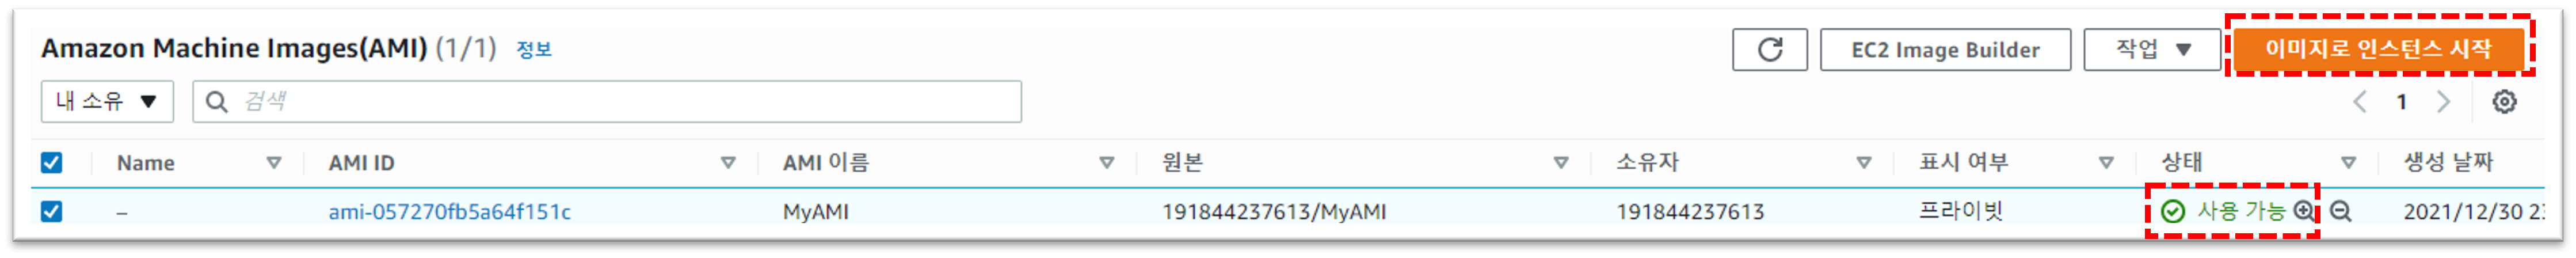 Amazon Machine Images(AMI) (1/1) 정보
EC2 Image Builder 작업 이미지로 인스턴스 시작
내 소유 검색 1
Name AMI ID AMI 이름 원본 소유자 표시 여부 상태 생성 날짜
– ami-057270fb5a64f151c MyAMI 191844237613/MyAMI 191844237613 프라이빗 사용 가능 2021/12/30